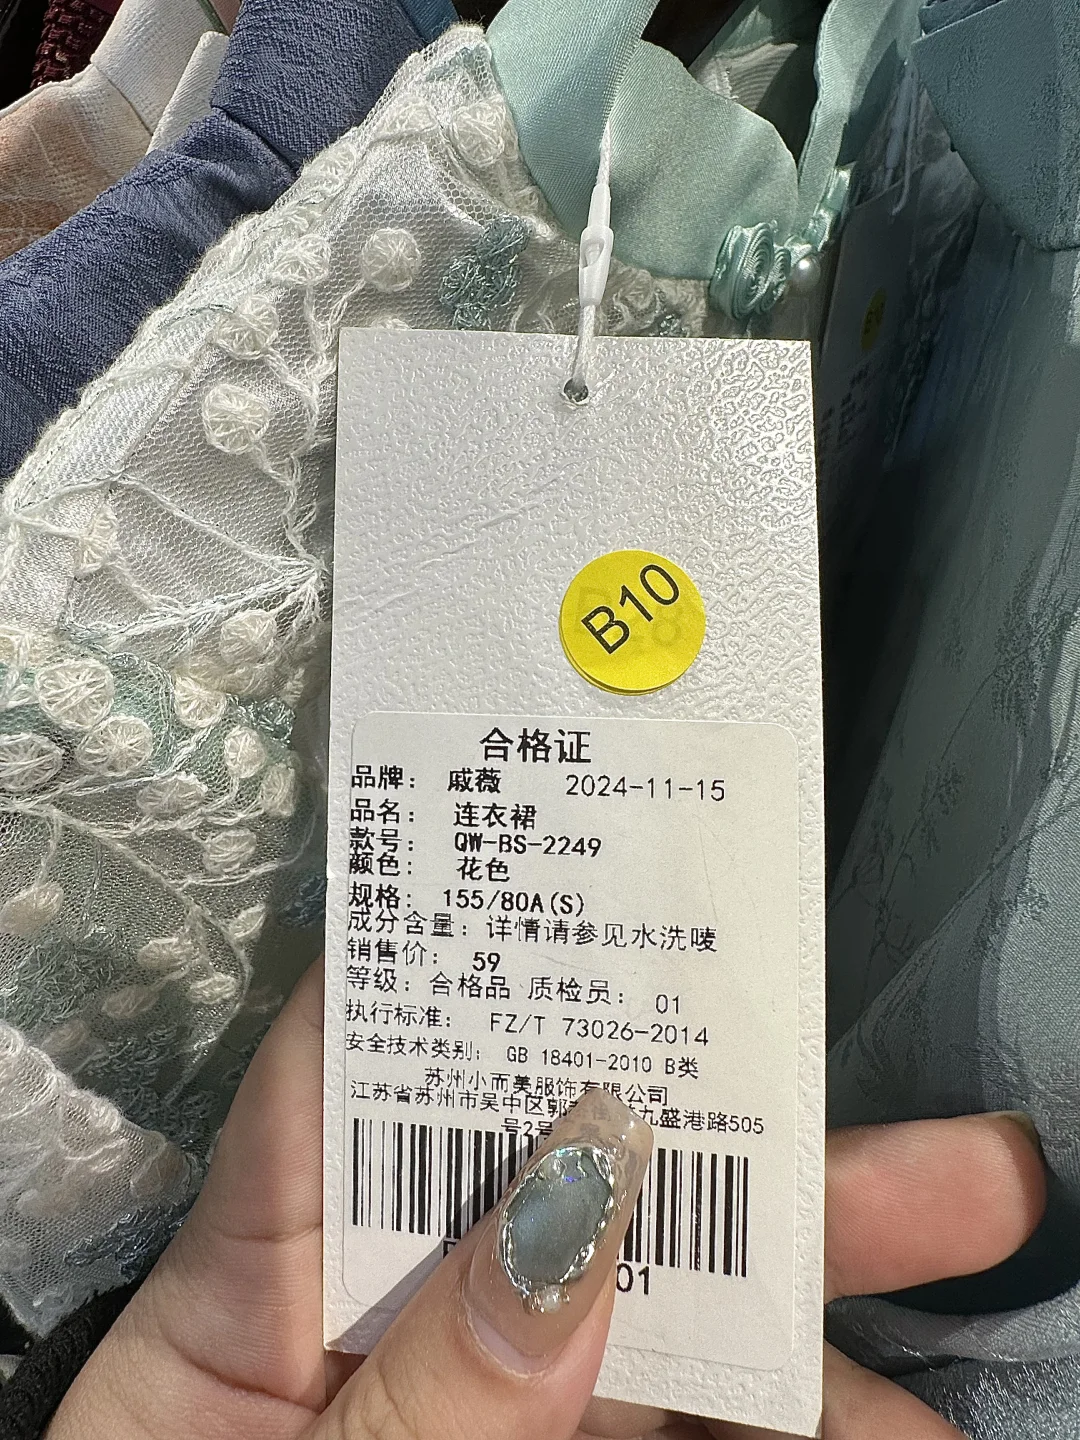 B10
合格证
品牌： 戚薇 2024-11-15
品名： 连衣裙
款号： QW-BS-2249
颜色： 花色
规格： 155/80A(S)
成分含量：详情请参见水洗唛
销售价： 59
等级：合格品 质检员： 01
执行标准： FZ/T 73026-2014
安全技术类别： GB 18401-2010 B类
苏州小而美服饰有限公司
江苏省苏州市吴中区郭 九盛港路505
号2号
01